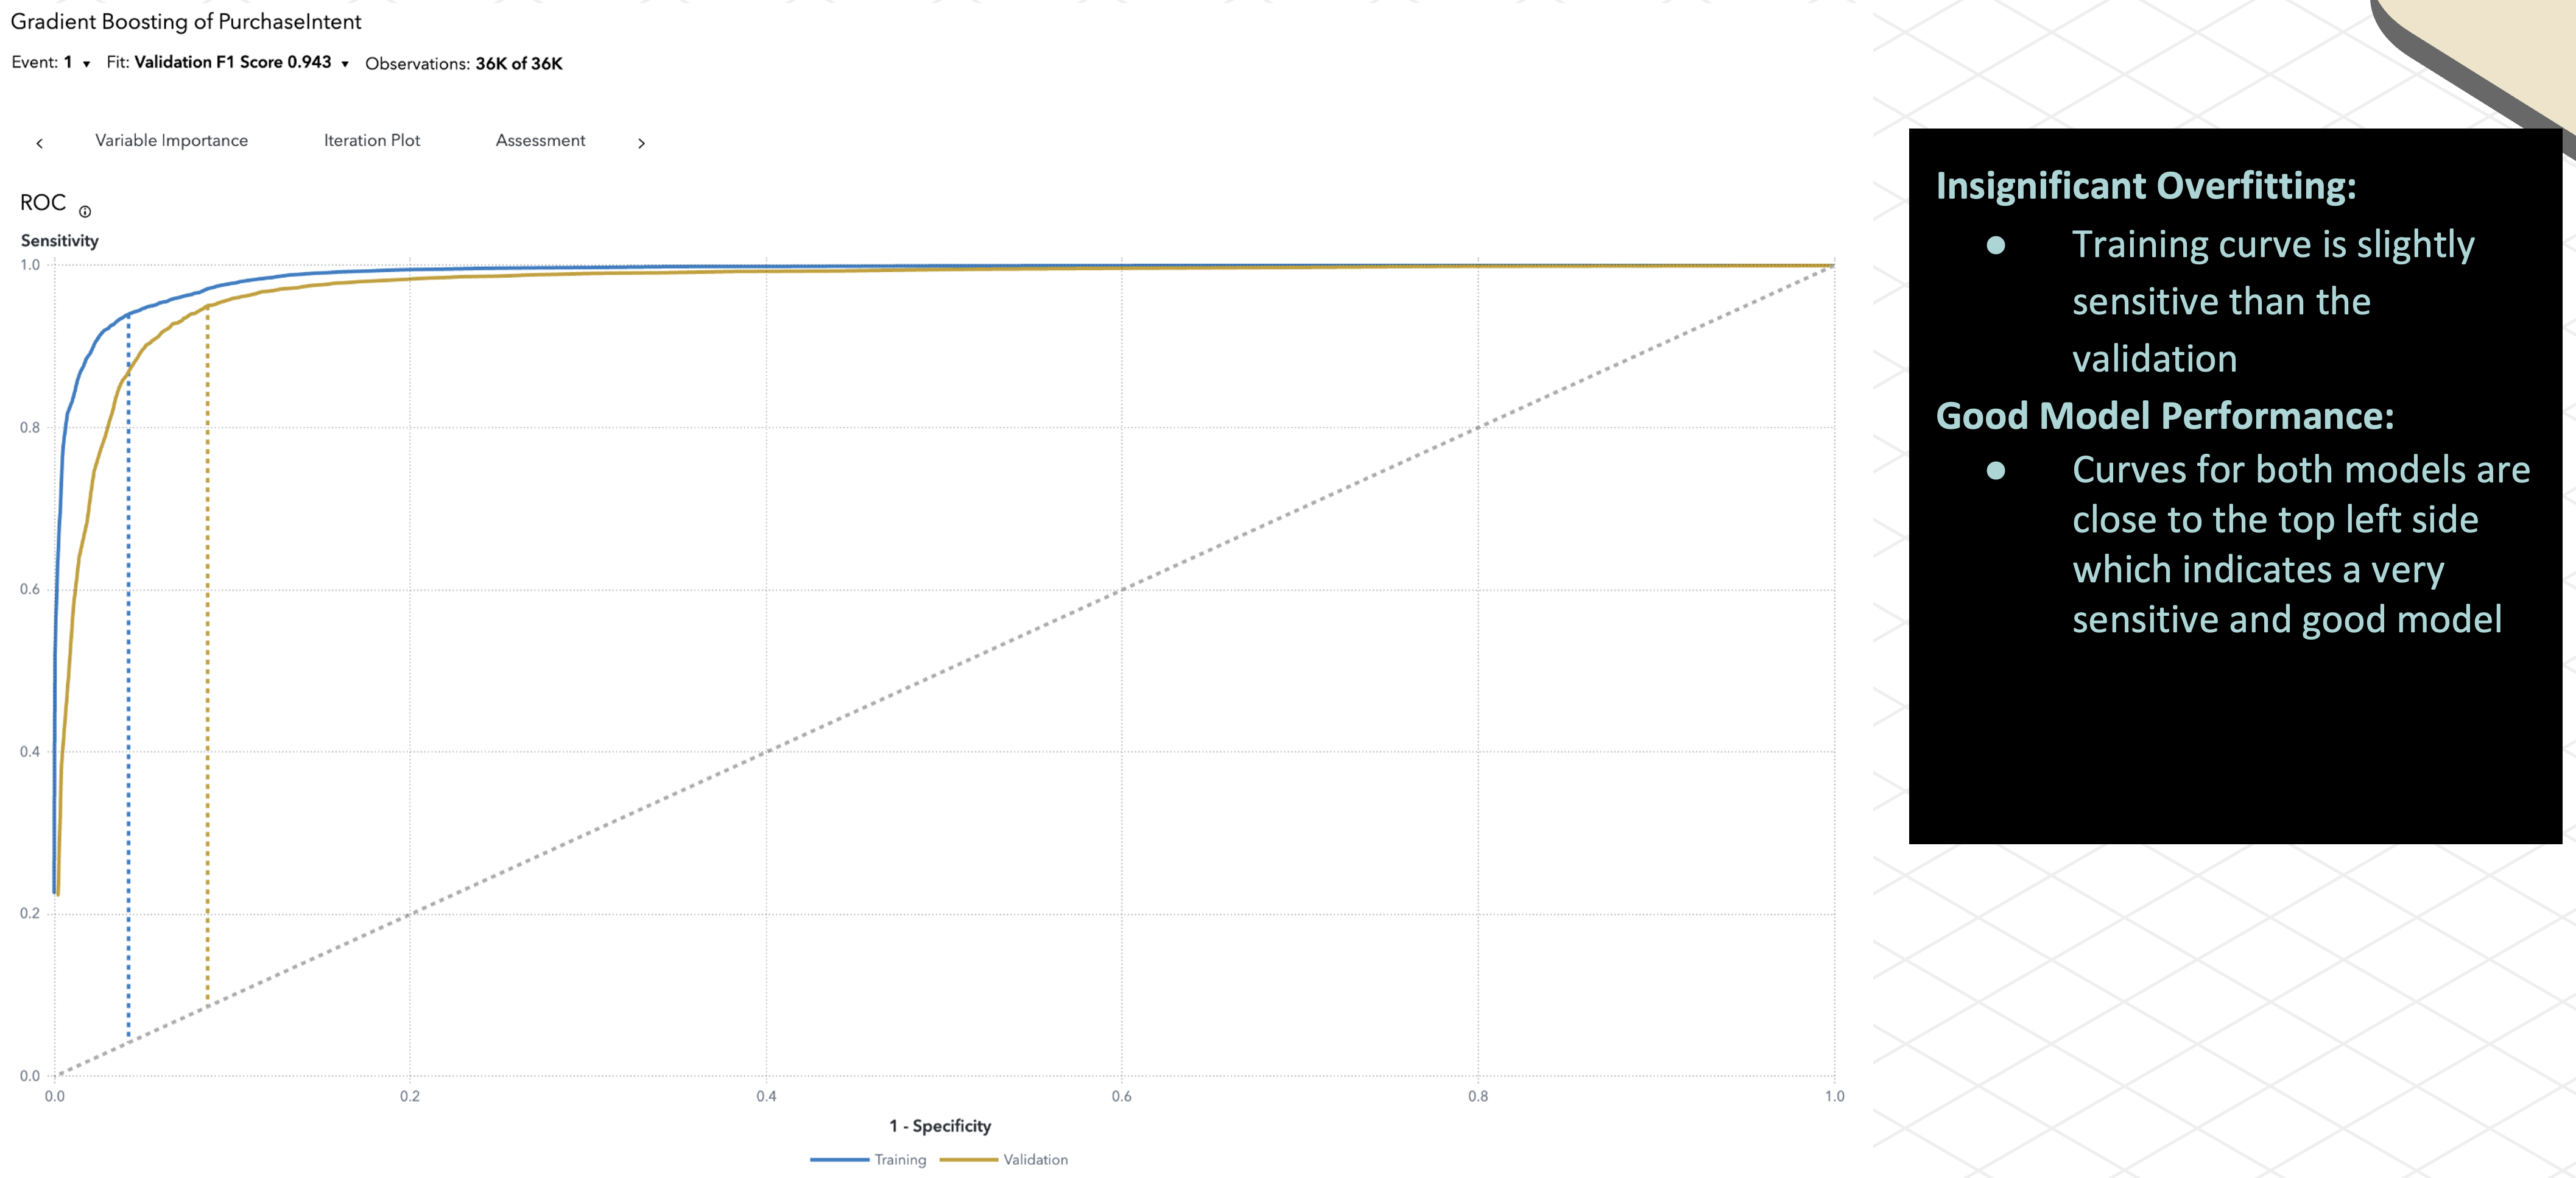 Gradient Boosting of PurchaseIntent
Event: 1 ▾ Fit: Validation F1 Score 0.943 ▾ Observations: 36K of 36K
‹ Variable Importance Iteration Plot Assessment ›
ROC ⓘ
Sensitivity
1.0
0.8
0.6
0.4
0.2
0.0
0.0 0.2 0.4 0.6 0.8 1.0
1 - Specificity
Training Validation
Insignificant Overfitting:
● Training curve is slightly
sensitive than the
validation
Good Model Performance:
● Curves for both models are
close to the top left side
which indicates a very
sensitive and good model